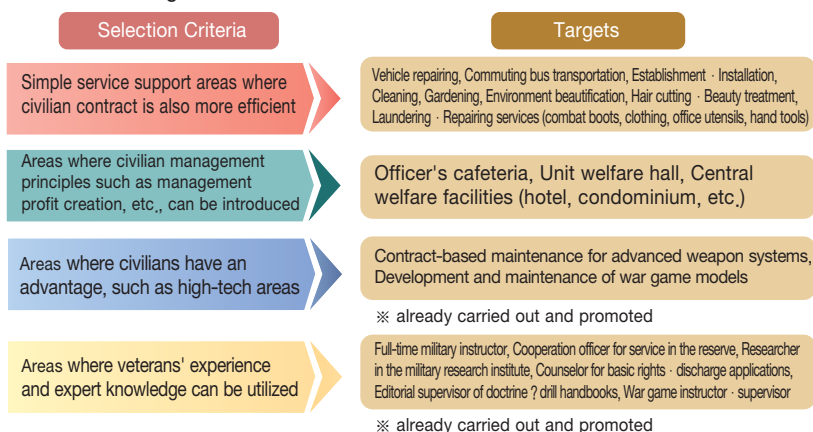 Selection Criteria
Targets
Simple service support areas where
civilian contract is also more efficient
Vehicle repairing, Commuting bus transportation, Establishment · Installation,
Cleaning, Gardening, Environment beautification, Hair cutting · Beauty treatment,
Laundering · Repairing services (combat boots, clothing, office utensils, hand tools)
Areas where civilian management
principles such as management
profit creation, etc., can be introduced
Officer's cafeteria, Unit welfare hall, Central
welfare facilities (hotel, condominium, etc.)
Areas where civilians have an
advantage, such as high-tech areas
Contract-based maintenance for advanced weapon systems,
Development and maintenance of war game models
※ already carried out and promoted
Areas where veterans' experience
and expert knowledge can be utilized
Full-time military instructor, Cooperation officer for service in the reserve, Researcher
in the military research institute, Counselor for basic rights · discharge applications,
Editorial supervisor of doctrine ? drill handbooks, War game instructor · supervisor
※ already carried out and promoted